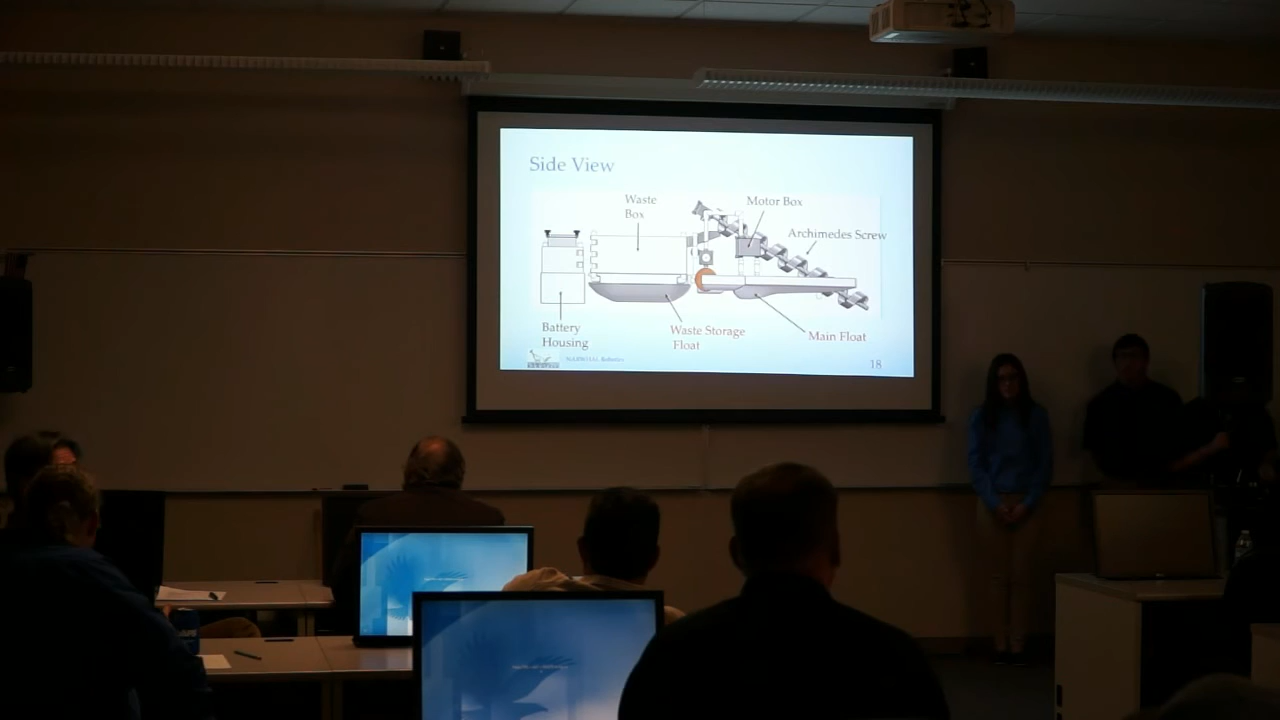 Side View
Waste
Box
Motor Box
Archimedes Screw
Battery
Housing
Waste Storage
Float
Main Float
18